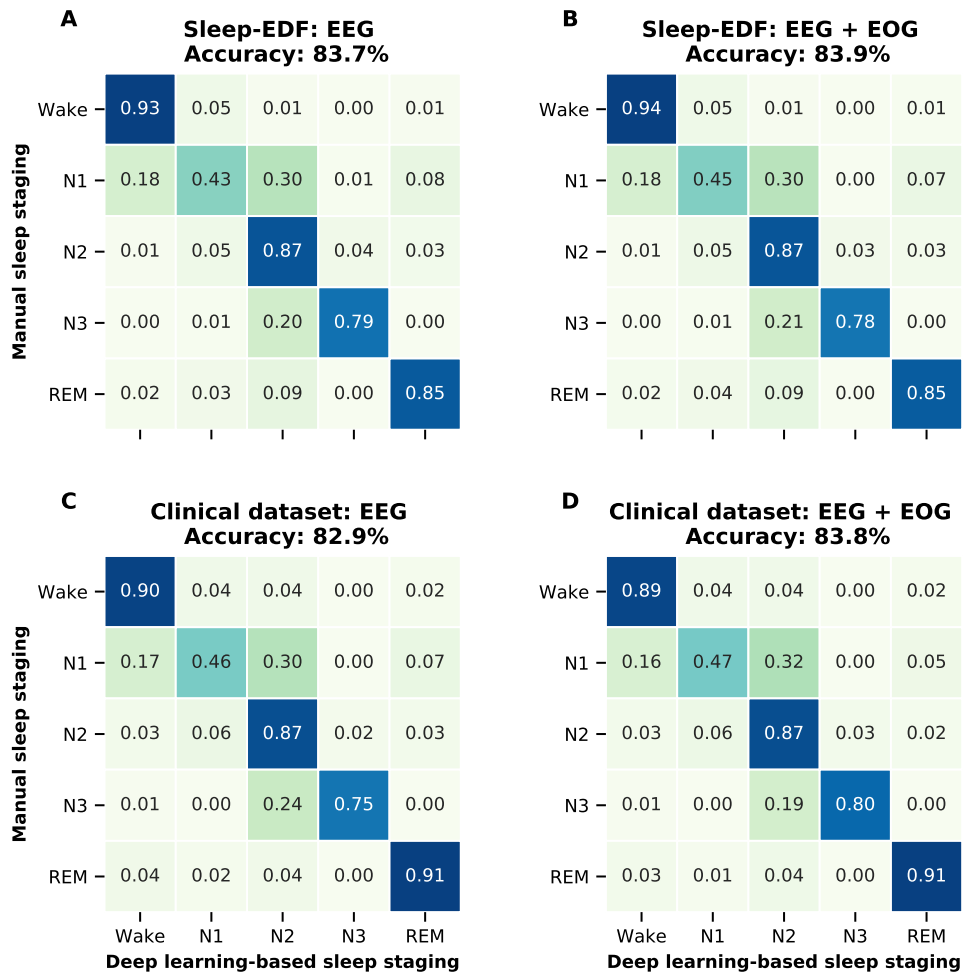 A
Sleep-EDF: EEG
Accuracy: 83.7%
Manual sleep staging
Wake 0.93 0.05 0.01 0.00 0.01
N1 0.18 0.43 0.30 0.01 0.08
N2 0.01 0.05 0.87 0.04 0.03
N3 0.00 0.01 0.20 0.79 0.00
REM 0.02 0.03 0.09 0.00 0.85
B
Sleep-EDF: EEG + EOG
Accuracy: 83.9%
Wake 0.94 0.05 0.01 0.00 0.01
N1 0.18 0.45 0.30 0.00 0.07
N2 0.01 0.05 0.87 0.03 0.03
N3 0.00 0.01 0.21 0.78 0.00
REM 0.02 0.04 0.09 0.00 0.85
C
Clinical dataset: EEG
Accuracy: 82.9%
Manual sleep staging
Wake 0.90 0.04 0.04 0.00 0.02
N1 0.17 0.46 0.30 0.00 0.07
N2 0.03 0.06 0.87 0.02 0.03
N3 0.01 0.00 0.24 0.75 0.00
REM 0.04 0.02 0.04 0.00 0.91
Wake N1 N2 N3 REM
Deep learning-based sleep staging
D
Clinical dataset: EEG + EOG
Accuracy: 83.8%
Wake 0.89 0.04 0.04 0.00 0.02
N1 0.16 0.47 0.32 0.00 0.05
N2 0.03 0.06 0.87 0.03 0.02
N3 0.01 0.00 0.19 0.80 0.00
REM 0.03 0.01 0.04 0.00 0.91
Wake N1 N2 N3 REM
Deep learning-based sleep staging